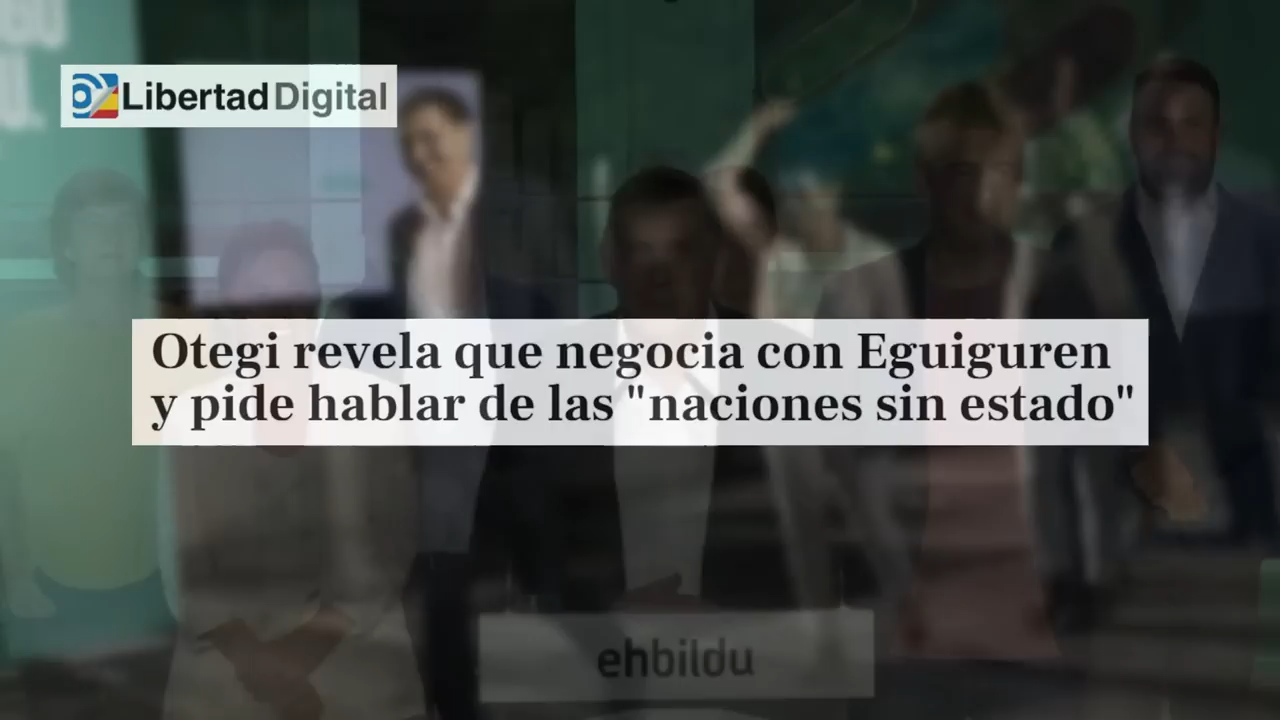 Libertad Digital
Otegi revela que negocia con Eguiguren
y pide hablar de las "naciones sin estado"
ehbildu